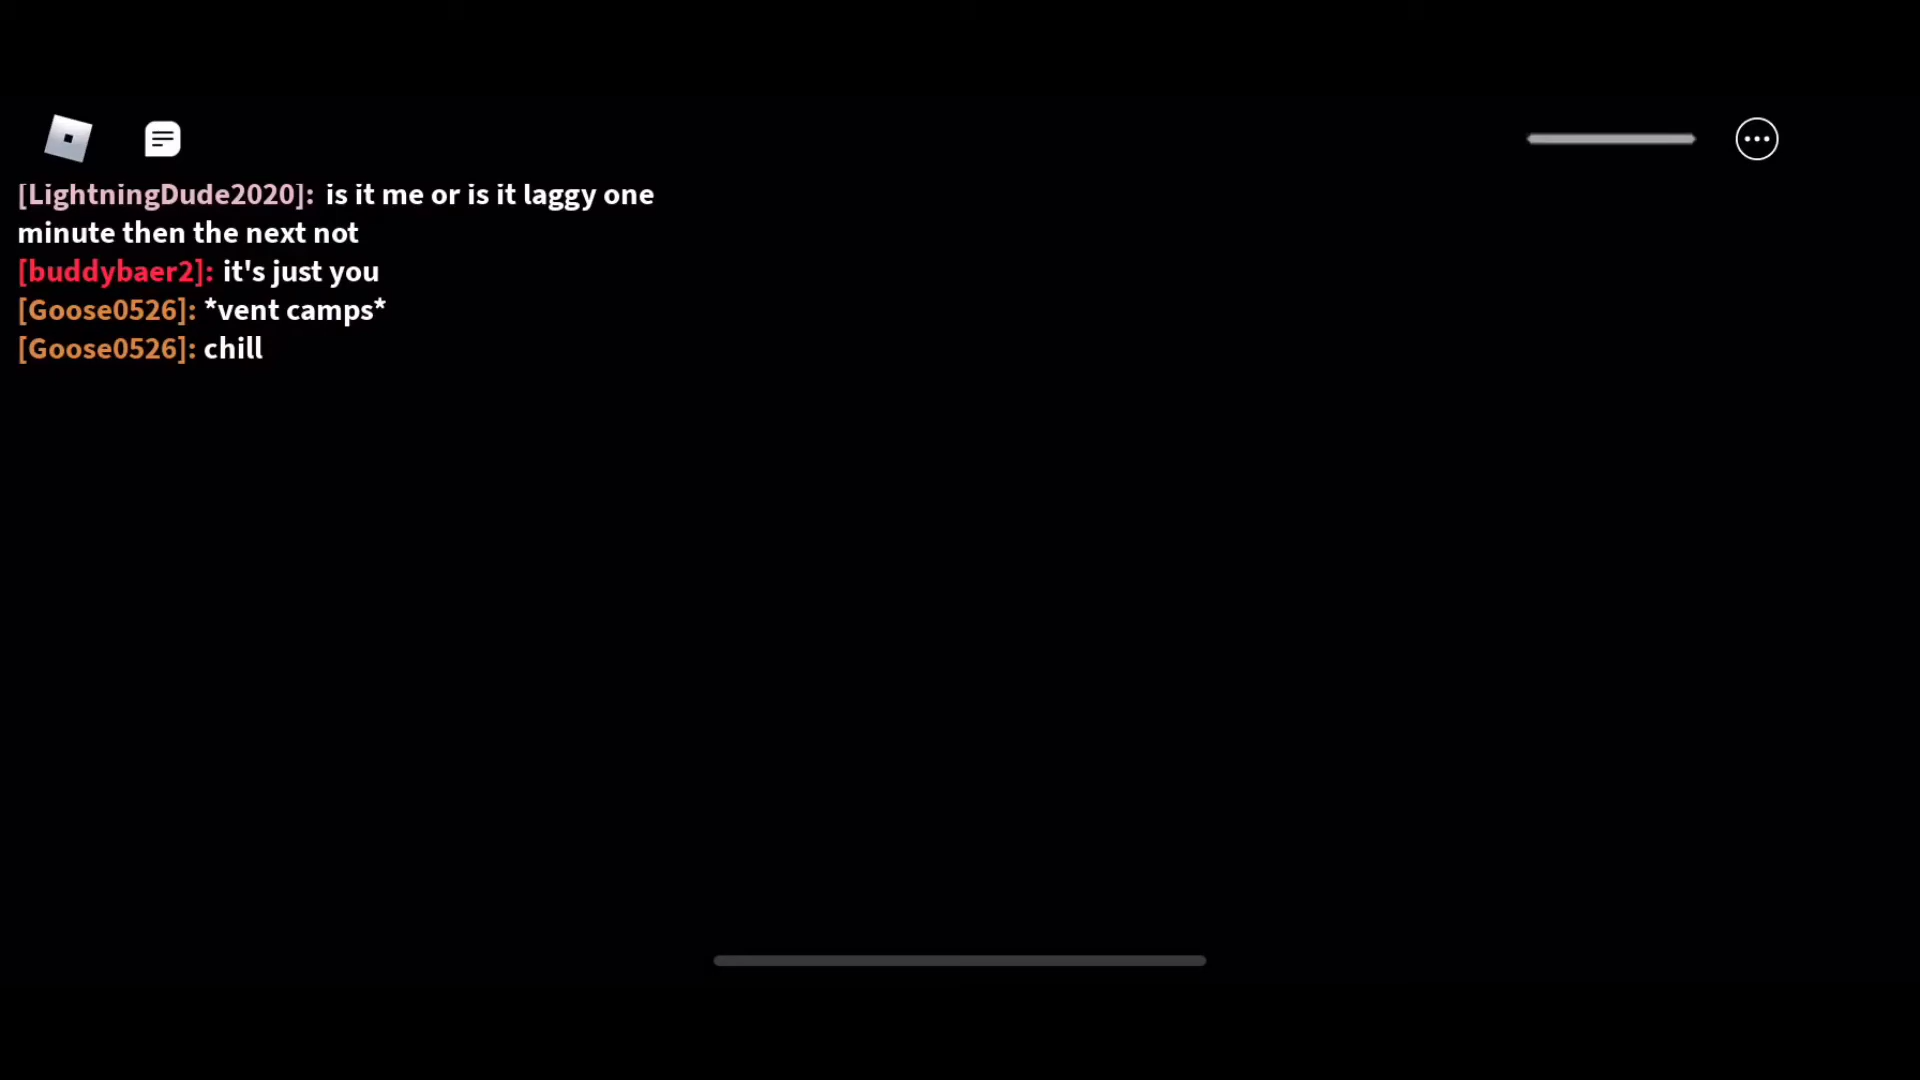 [LightningDude2020]: is it me or is it laggy one
minute then the next not
[buddybaer2]: it's just you
[Goose0526]: *vent camps*
[Goose0526]: chill